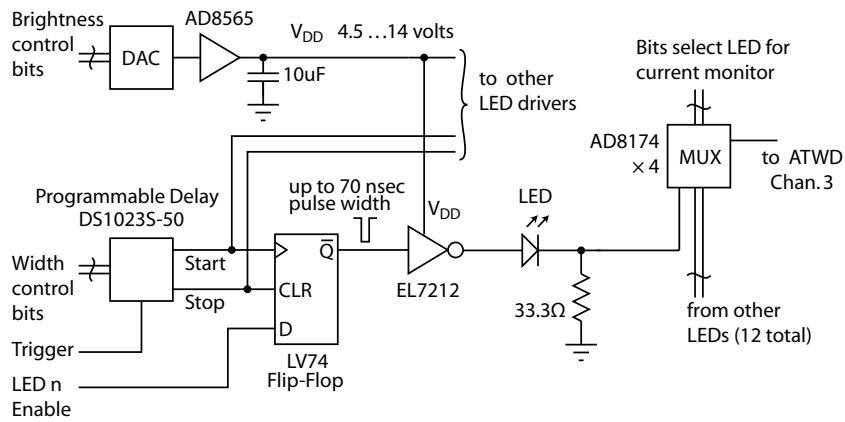 Brightness
control
bits
DAC
AD8565
V_DD 4.5 …14 volts
10uF
to other
LED drivers
Bits select LED for
current monitor
AD8174
× 4
MUX
to ATWD
Chan. 3
Programmable Delay
DS1023S-50
up to 70 nsec
pulse width
V_DD
LED
Width
control
bits
Start
Stop
Q̅
CLR
D
EL7212
33.3Ω
from other
LEDs (12 total)
Trigger
LED n
Enable
LV74
Flip-Flop